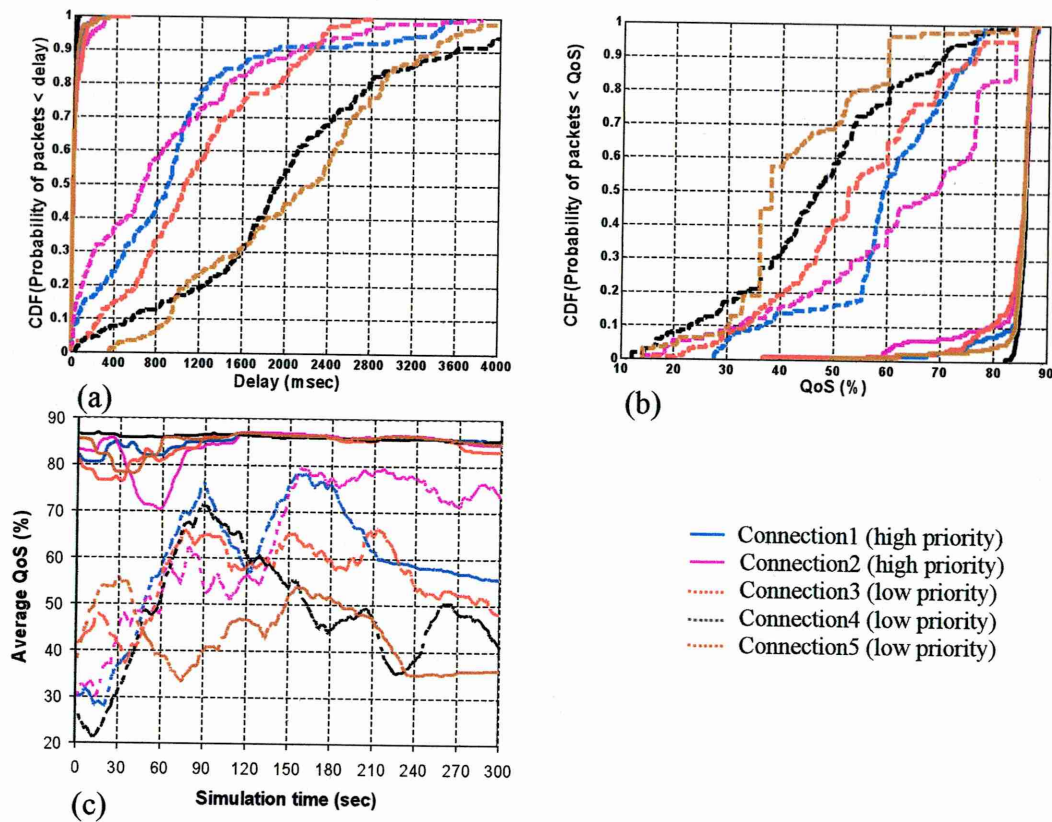 CDF(Probability of packets < delay)
1
0.9
0.8
0.7
0.6
0.5
0.4
0.3
0.2
0.1
0
0 400 800 1200 1600 2000 2400 2800 3200 3600 4000
Delay (msec)
(a)
CDF(Probability of packets < QoS)
1
0.9
0.8
0.7
0.6
0.5
0.4
0.3
0.2
0.1
0
10 20 30 40 50 60 70 80 90
QoS (%)
(b)
Average QoS (%)
90
80
70
60
50
40
30
20
0 30 60 90 120 150 180 210 240 270 300
Simulation time (sec)
(c)
Connection1 (high priority)
Connection2 (high priority)
Connection3 (low priority)
Connection4 (low priority)
Connection5 (low priority)